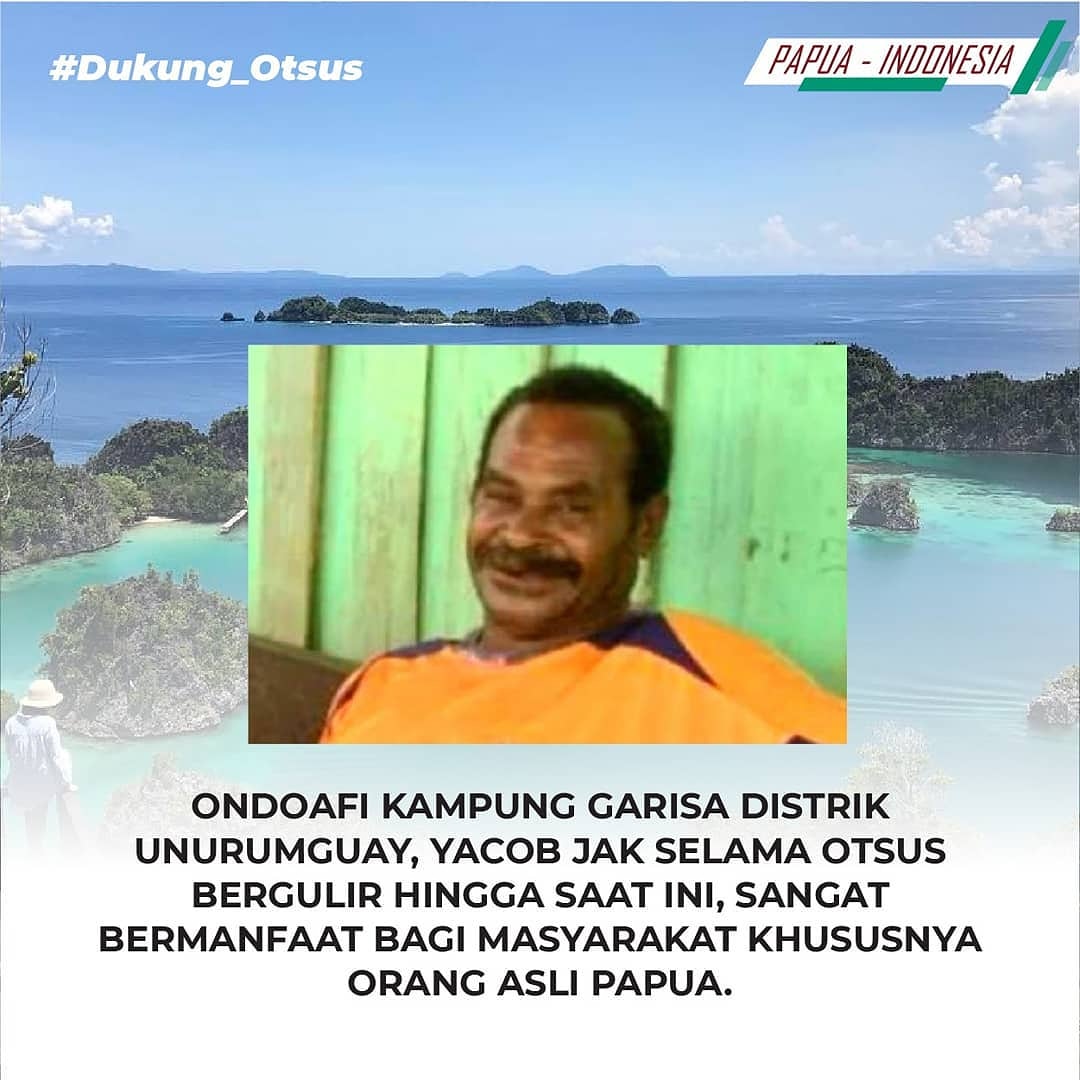 #Dukung_Otsus
PAPUA - INDONESIA
ONDOAFI KAMPUNG GARISA DISTRIK
UNURUMGUAY, YACOB JAK SELAMA OTSUS
BERGULIR HINGGA SAAT INI, SANGAT
BERMANFAAT BAGI MASYARAKAT KHUSUSNYA
ORANG ASLI PAPUA.